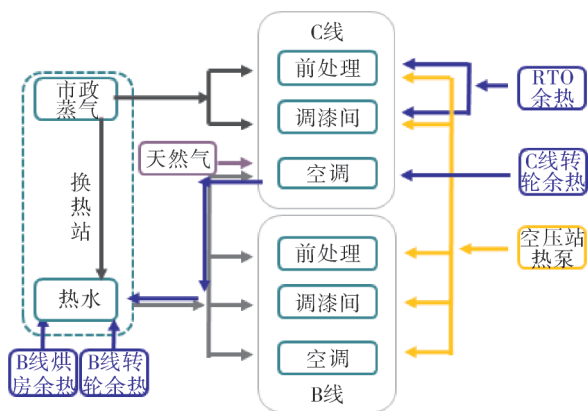 C线
前处理
调漆间
空调
市政
蒸气
天然气
换
热
站
热水
B线烘
房余热
B线转
轮余热
前处理
调漆间
空调
B线
RTO
余热
C线转
轮余热
空压站
热泵